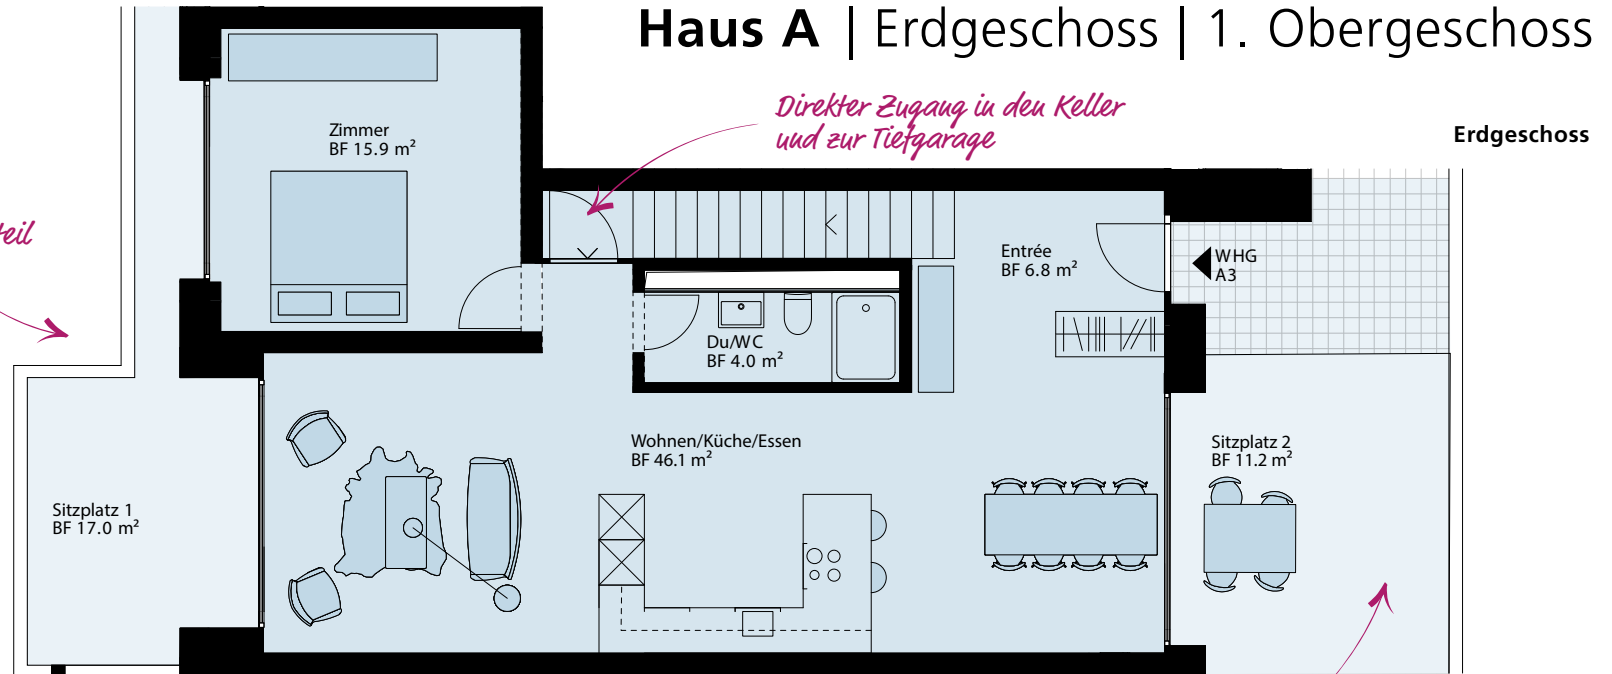 Haus A | Erdgeschoss | 1. Obergeschoss
Direkter Zugang in den Keller
und zur Tiefgarage
Erdgeschoss
Zimmer
BF 15.9 m²
Entrée
BF 6.8 m²
WHG
A3
Du/WC
BF 4.0 m²
Wohnen/Küche/Essen
BF 46.1 m²
Sitzplatz 2
BF 11.2 m²
Sitzplatz 1
BF 17.0 m²